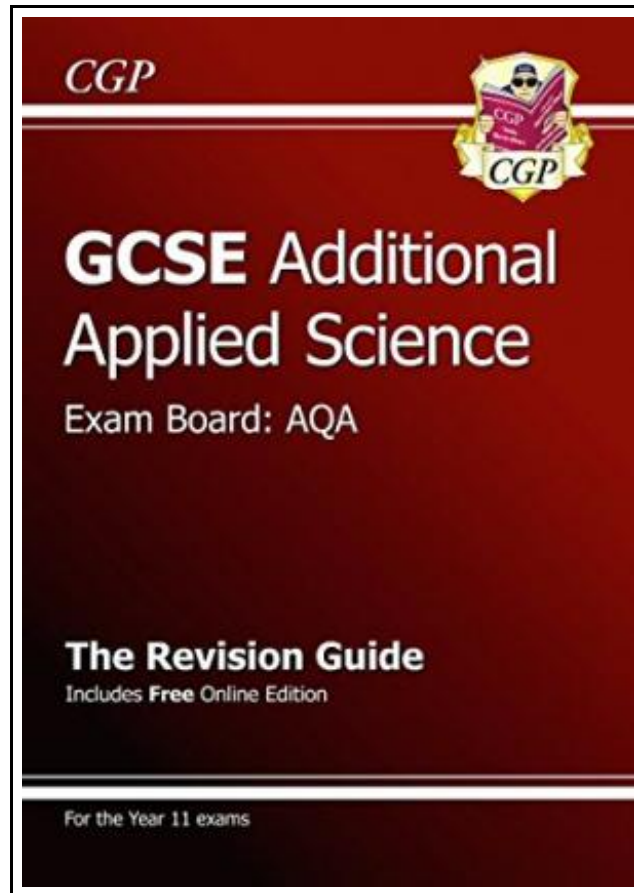 CGP
CGP
CGP
GCSE Additional
Applied Science
Exam Board: AQA
The Revision Guide
Includes Free Online Edition
For the Year 11 exams